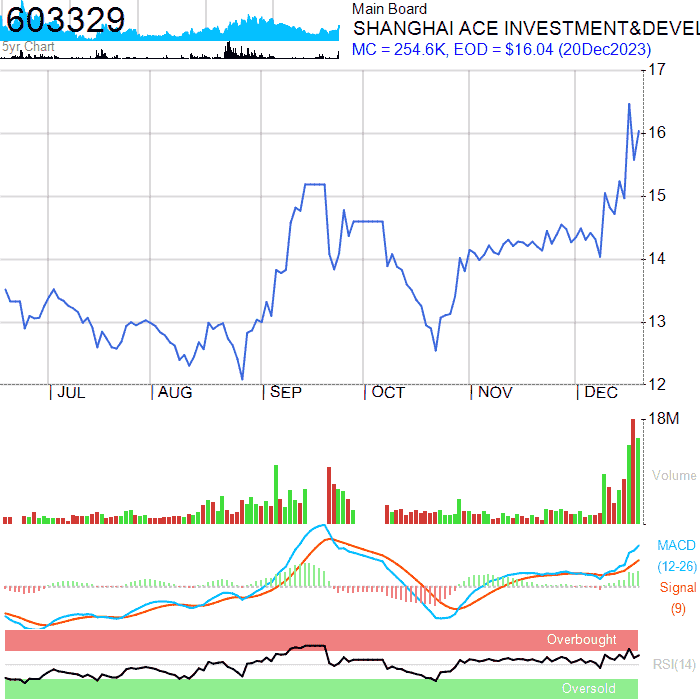 603329
5yr Chart
Main Board
SHANGHAI ACE INVESTMENT&DEVEL
MC = 254.6K, EOD = $16.04 (20Dec2023)
17
16
15
14
13
12
JUL AUG SEP OCT NOV DEC
18M
Volume
MACD
(12-26)
Signal
(9)
Overbought
RSI(14)
Oversold